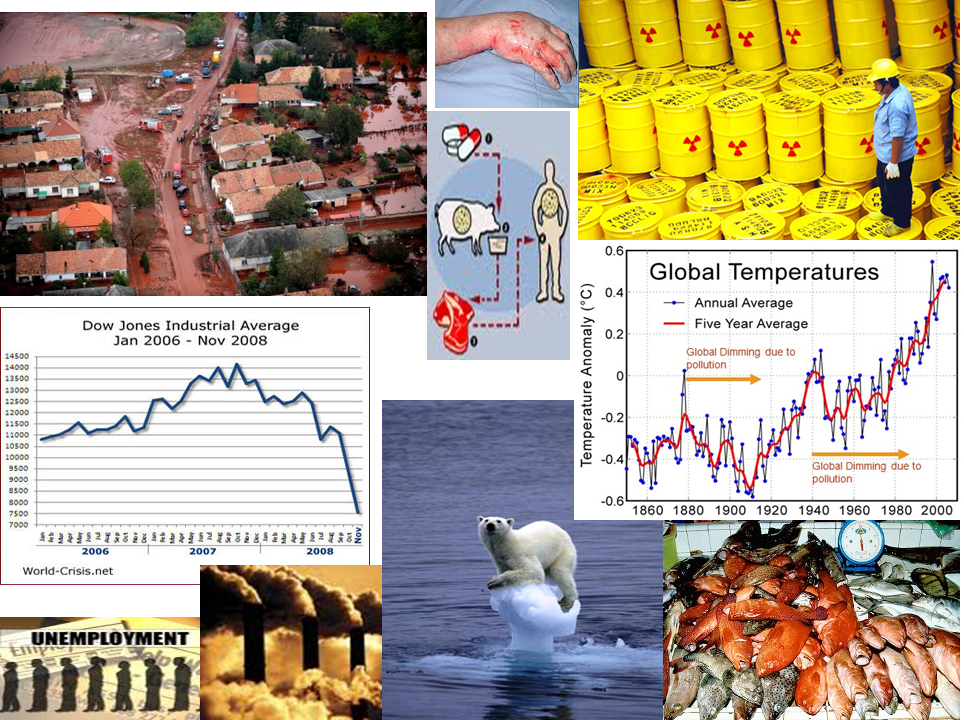 Global Temperatures
Annual Average
Five Year Average
Temperature Anomaly (°C)
0.6
0.4
0.2
0
-0.2
-0.4
-0.6
Global Dimming due to
pollution
Global Dimming due to
pollution
1860 1880 1900 1920 1940 1960 1980 2000
Dow Jones Industrial Average
Jan 2006 - Nov 2008
14500
14000
13500
13000
12500
12000
11500
11000
10500
10000
9500
9000
8500
8000
7500
7000
Jan Feb Mar Apr May Jun Jul Aug Sep Oct Nov Dec Jan Feb Mar Apr May Jun Jul Aug Sep Oct Nov Dec Jan Feb Mar Apr May Jun Jul Aug Sep Oct Nov
2006 2007 2008
World-Crisis.net
UNEMPLOYMENT